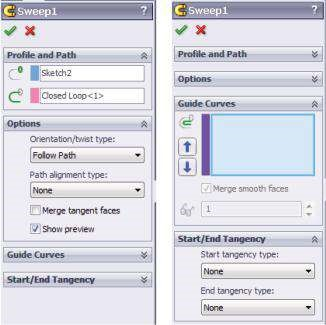 Sweep1 ?
Profile and Path
Sketch2
Closed Loop<1>
Options
Orientation/twist type:
Follow Path
Path alignment type:
None
Merge tangent faces
Show preview
Guide Curves
Start/End Tangency
Sweep1 ?
Profile and Path
Options
Guide Curves
Merge smooth faces
1
Start/End Tangency
Start tangency type:
None
End tangency type:
None